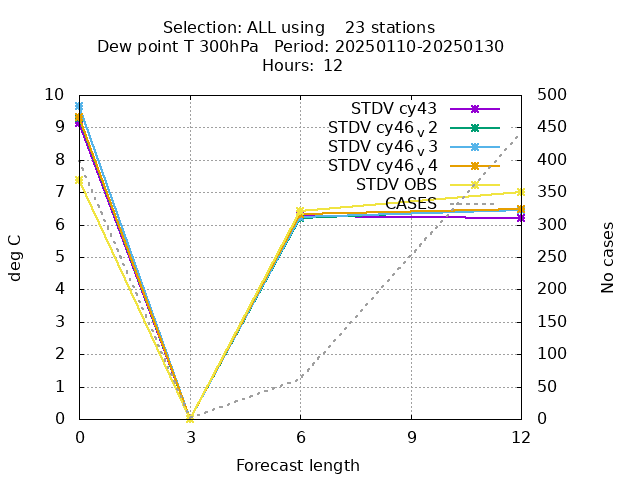 Selection: ALL using 23 stations
Dew point T 300hPa Period: 20250110-20250130
Hours: 12
STDV cy43
STDV cy46 v 2
STDV cy46 v 3
STDV cy46 v 4
STDV OBS
CASES
10
9
8
7
6
5
4
3
2
1
0
deg C
500
450
400
350
300
250
200
150
100
50
0
No cases
0 3 6 9 12
Forecast length